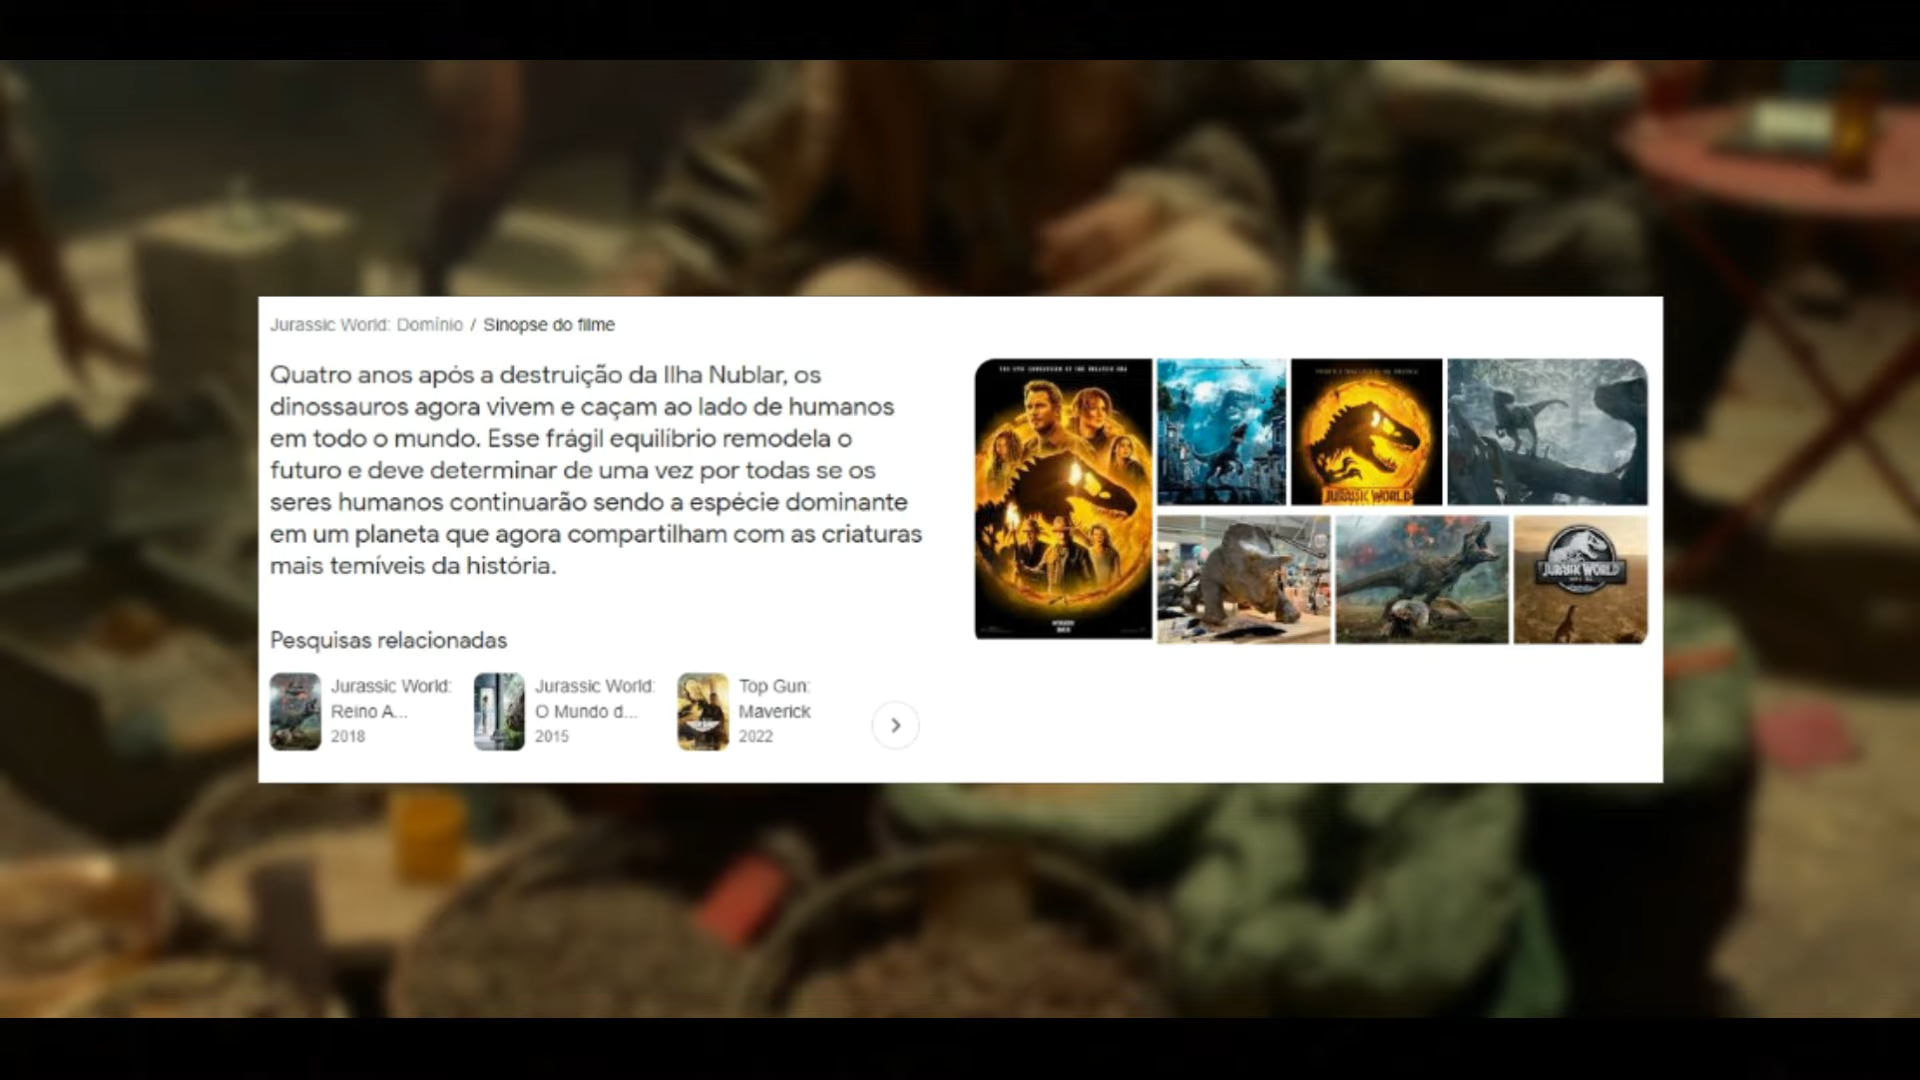 Jurassic World: Domínio / Sinopse do filme
Quatro anos após a destruição da Ilha Nublar, os
dinossauros agora vivem e caçam ao lado de humanos
em todo o mundo. Esse frágil equilíbrio remodela o
futuro e deve determinar de uma vez por todas se os
seres humanos continuarão sendo a espécie dominante
em um planeta que agora compartilham com as criaturas
mais temíveis da história.
JURASSIC WORLD
JURASSIC WORLD
Pesquisas relacionadas
Jurassic World:
Reino A...
2018
Jurassic World:
O Mundo d...
2015
Top Gun:
Maverick
2022